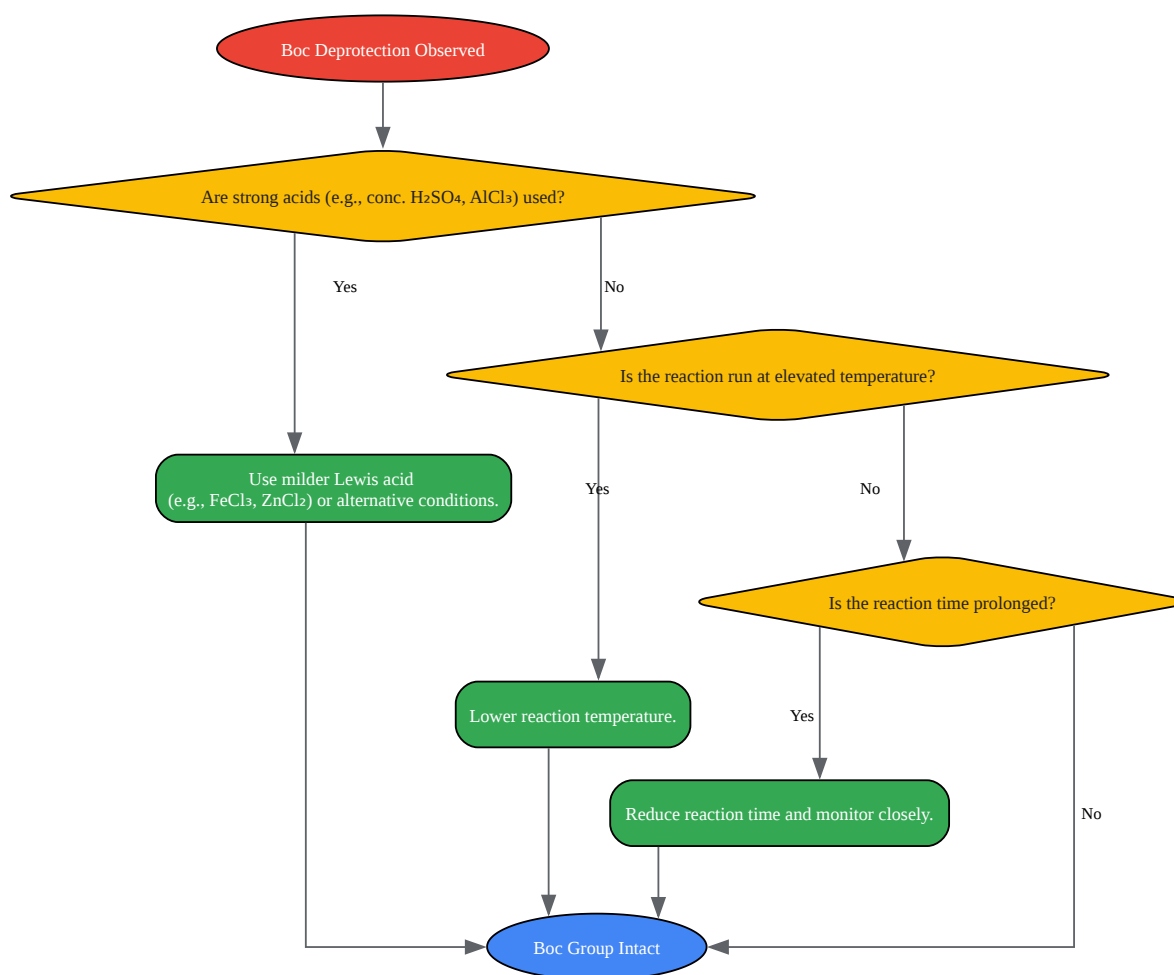 Boc Deprotection Observed
Are strong acids (e.g., conc. H₂SO₄, AlCl₃) used?
Yes
No
Is the reaction run at elevated temperature?
Use milder Lewis acid
(e.g., FeCl₃, ZnCl₂) or alternative conditions.
Yes
No
Is the reaction time prolonged?
Lower reaction temperature.
Yes
Reduce reaction time and monitor closely.
No
Boc Group Intact